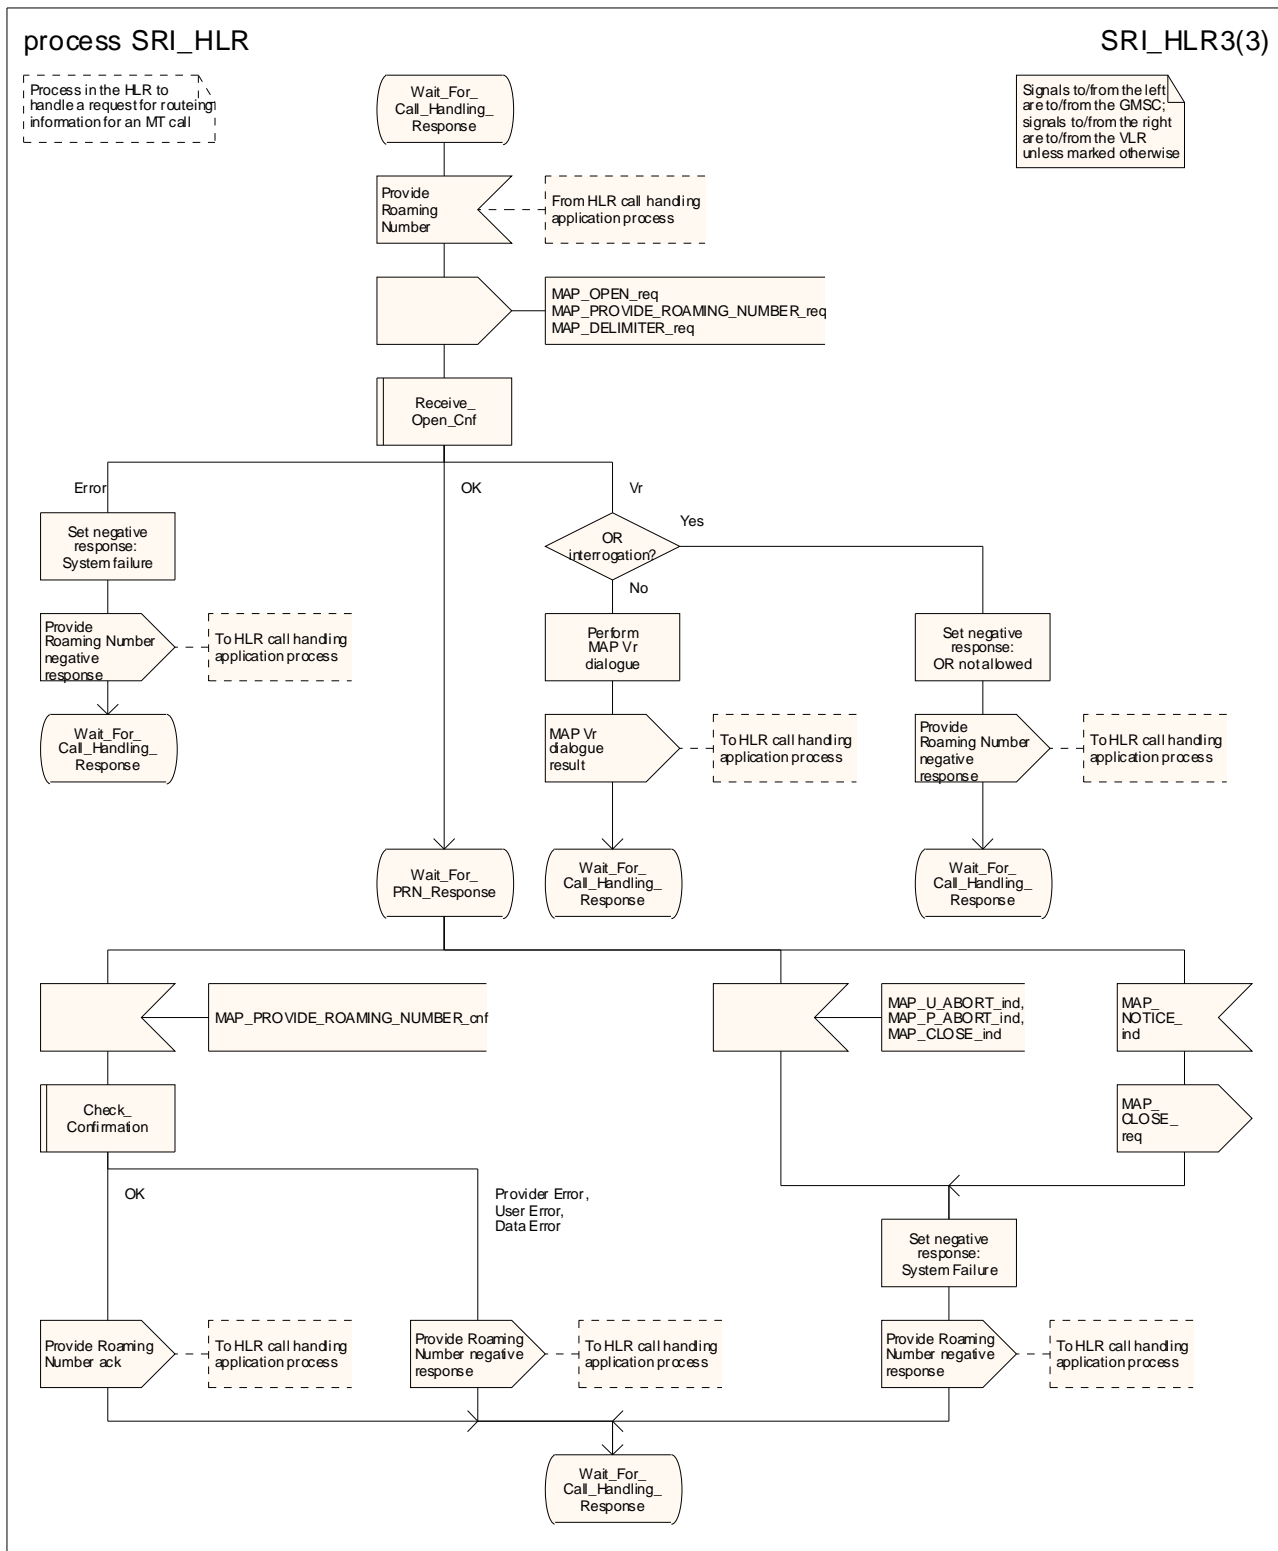 process SRI_HLR
SRI_HLR3(3)
Process in the HLR to
handle a request for routeing
information for an MT call
Signals to/from the left
are to/from the GMSC;
signals to/from the right
are to/from the VLR
unless marked otherwise
Wait_For_
Call_Handling_
Response
Provide
Roaming
Number
From HLR call handling
application process
MAP_OPEN_req
MAP_PROVIDE_ROAMING_NUMBER_req
MAP_DELIMITER_req
Receive_
Open_Cnf
Error
OK
Vr
Set negative
response:
System failure
OR
interrogation?
Yes
No
Provide
Roaming Number
negative
response
To HLR call handling
application process
Perform
MAP Vr
dialogue
Set negative
response:
OR not allowed
Wait_For_
Call_Handling_
Response
MAP Vr
dialogue
result
To HLR call handling
application process
Provide
Roaming Number
negative
response
To HLR call handling
application process
Wait_For_
PRN_Response
Wait_For_
Call_Handling_
Response
Wait_For_
Call_Handling_
Response
MAP_PROVIDE_ROAMING_NUMBER_cnf
MAP_U_ABORT_ind,
MAP_P_ABORT_ind,
MAP_CLOSE_ind
MAP_
NOTICE_
ind
Check_
Confirmation
MAP_
CLOSE_
req
OK
Provider Error,
User Error,
Data Error
Set negative
response:
System Failure
Provide Roaming
Number ack
To HLR call handling
application process
Provide Roaming
Number negative
response
To HLR call handling
application process
Provide Roaming
Number negative
response
To HLR call handling
application process
Wait_For_
Call_Handling_
Response